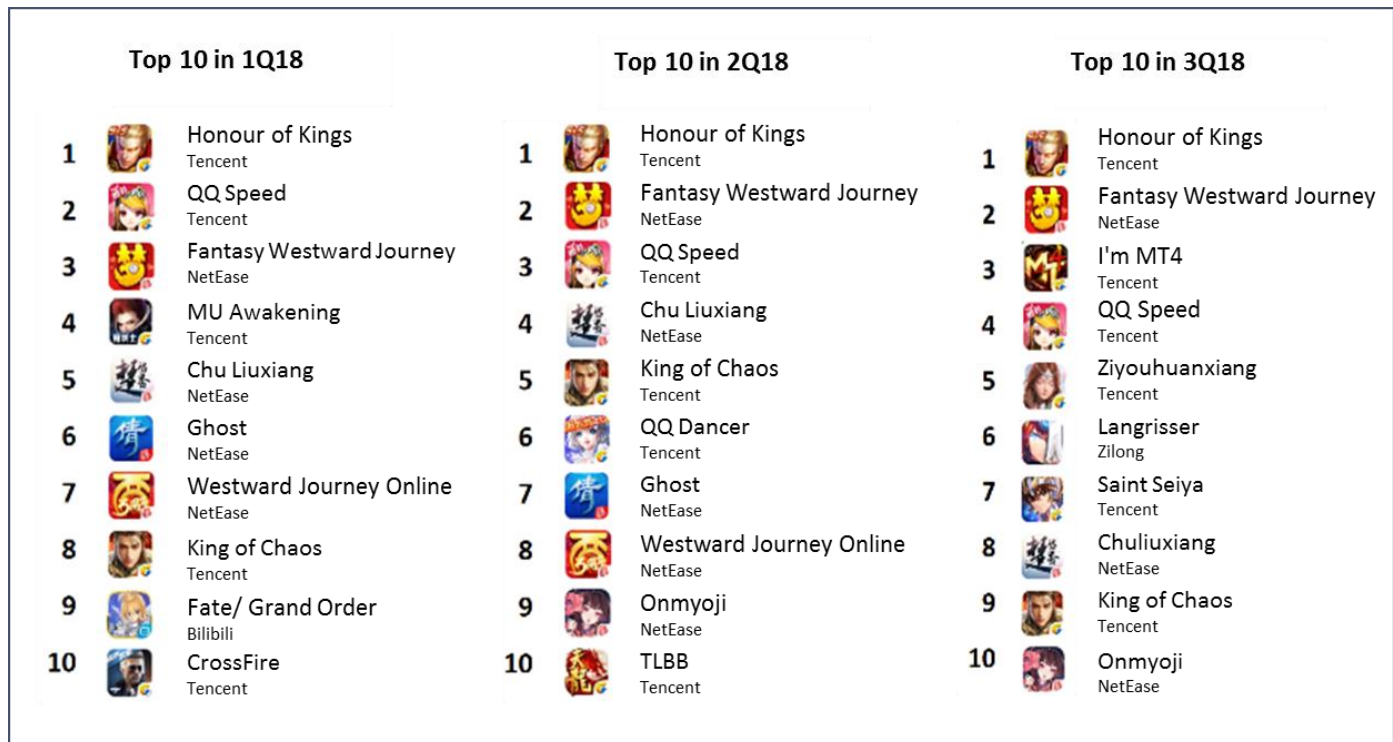 Top 10 in 1Q18
1
Honour of Kings
Tencent
2
QQ Speed
Tencent
3
Fantasy Westward Journey
NetEase
4
MU Awakening
Tencent
5
Chu Liuxiang
NetEase
6
Ghost
NetEase
7
Westward Journey Online
NetEase
8
King of Chaos
Tencent
9
Fate/ Grand Order
Bilibili
10
CrossFire
Tencent
Top 10 in 2Q18
1
Honour of Kings
Tencent
2
Fantasy Westward Journey
NetEase
3
QQ Speed
Tencent
4
Chu Liuxiang
NetEase
5
King of Chaos
Tencent
6
QQ Dancer
Tencent
7
Ghost
NetEase
8
Westward Journey Online
NetEase
9
Onmyoji
NetEase
10
TLBB
Tencent
Top 10 in 3Q18
1
Honour of Kings
Tencent
2
Fantasy Westward Journey
NetEase
3
I'm MT4
Tencent
4
QQ Speed
Tencent
5
Ziyouhuanxiang
Tencent
6
Langrisser
Zilong
7
Saint Seiya
Tencent
8
Chuliuxiang
NetEase
9
King of Chaos
Tencent
10
Onmyoji
NetEase